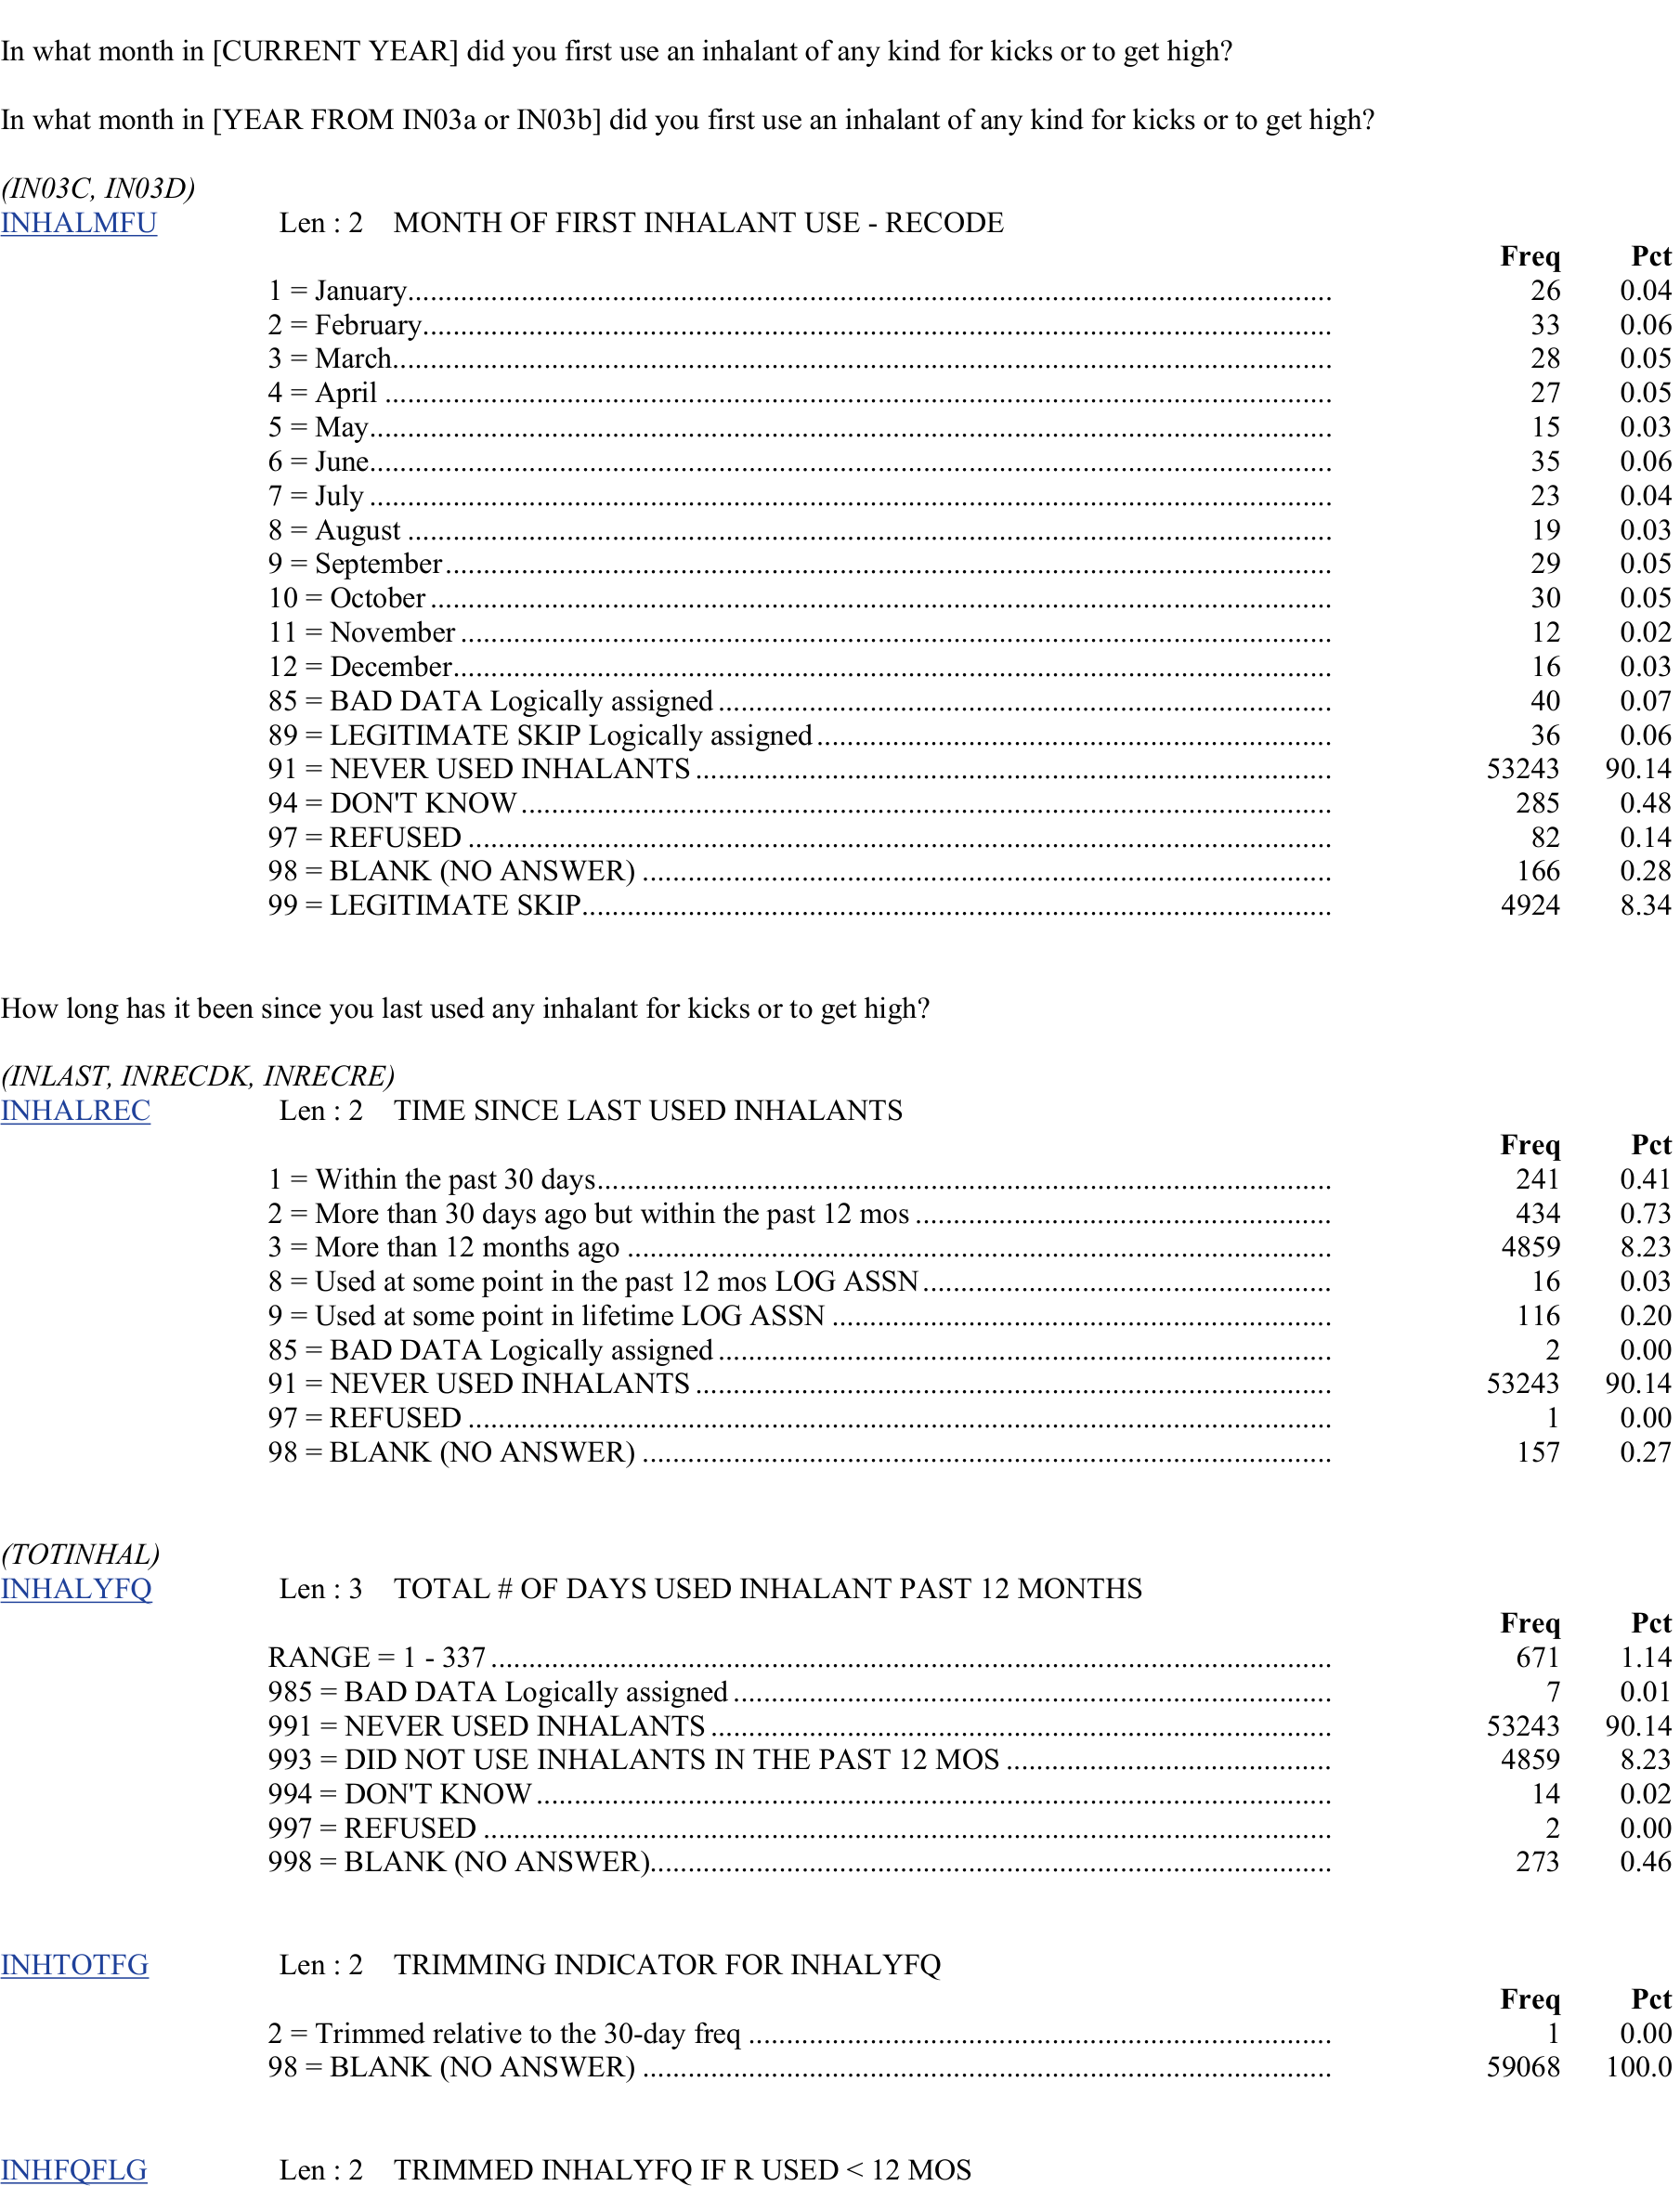 In what month in [CURRENT YEAR] did you first use an inhalant of any kind for kicks or to get high?
In what month in [YEAR FROM IN03a or IN03b] did you first use an inhalant of any kind for kicks or to get high?
(IN03C, IN03D)
INHALMFU Len : 2 MONTH OF FIRST INHALANT USE - RECODE
Freq Pct
1 = January 26 0.04
2 = February 33 0.06
3 = March 28 0.05
4 = April 27 0.05
5 = May 15 0.03
6 = June 35 0.06
7 = July 23 0.04
8 = August 19 0.03
9 = September 29 0.05
10 = October 30 0.05
11 = November 12 0.02
12 = December 16 0.03
85 = BAD DATA Logically assigned 40 0.07
89 = LEGITIMATE SKIP Logically assigned 36 0.06
91 = NEVER USED INHALANTS 53243 90.14
94 = DON'T KNOW 285 0.48
97 = REFUSED 82 0.14
98 = BLANK (NO ANSWER) 166 0.28
99 = LEGITIMATE SKIP 4924 8.34
How long has it been since you last used any inhalant for kicks or to get high?
(INLAST, INRECDK, INRECRE)
INHALREC Len : 2 TIME SINCE LAST USED INHALANTS
Freq Pct
1 = Within the past 30 days 241 0.41
2 = More than 30 days ago but within the past 12 mos 434 0.73
3 = More than 12 months ago 4859 8.23
8 = Used at some point in the past 12 mos LOG ASSN 16 0.03
9 = Used at some point in lifetime LOG ASSN 116 0.20
85 = BAD DATA Logically assigned 2 0.00
91 = NEVER USED INHALANTS 53243 90.14
97 = REFUSED 1 0.00
98 = BLANK (NO ANSWER) 157 0.27
(TOTINHAL)
INHALYFQ Len : 3 TOTAL # OF DAYS USED INHALANT PAST 12 MONTHS
Freq Pct
RANGE = 1 - 337 671 1.14
985 = BAD DATA Logically assigned 7 0.01
991 = NEVER USED INHALANTS 53243 90.14
993 = DID NOT USE INHALANTS IN THE PAST 12 MOS 4859 8.23
994 = DON'T KNOW 14 0.02
997 = REFUSED 2 0.00
998 = BLANK (NO ANSWER) 273 0.46
INHTOTFG Len : 2 TRIMMING INDICATOR FOR INHALYFQ
Freq Pct
2 = Trimmed relative to the 30-day freq 1 0.00
98 = BLANK (NO ANSWER) 59068 100.0
INHFQFLG Len : 2 TRIMMED INHALYFQ IF R USED < 12 MOS